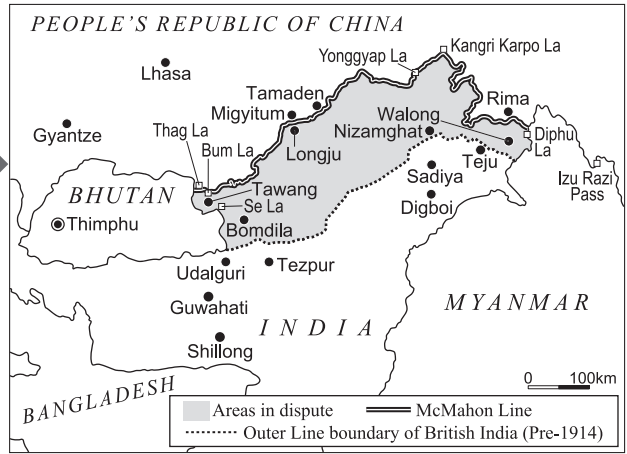 PEOPLE'S REPUBLIC OF CHINA
Kangri Karpo La
Yonggyap La
Lhasa
Tamaden
Migyitum
Walong
Rima
Gyantze
Thag La
Nizamghat
Diphu
La
Bum La
Longju
Teju
BHUTAN
Tawang
Sadiya
Izu Razi
Pass
Se La
Thimphu
Digboi
Bomdila
Udalguri
Tezpur
Guwahati
MYANMAR
INDIA
Shillong
BANGLADESH
0 100km
Areas in dispute
McMahon Line
Outer Line boundary of British India (Pre-1914)